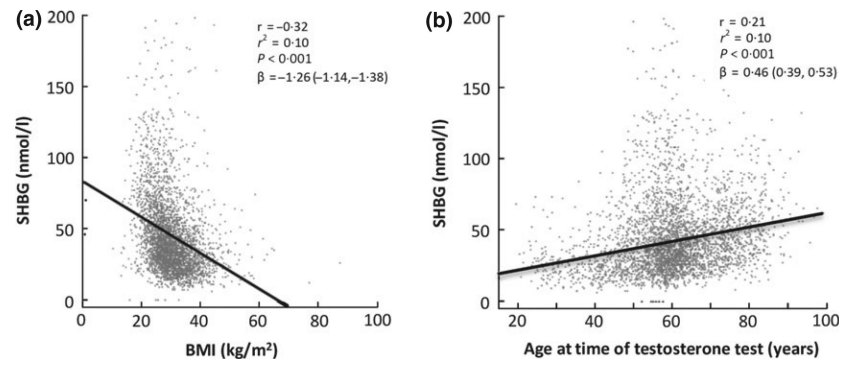 (a)
200
150
100
50
0
SHBG (nmol/l)
r = –0·32
r² = 0·10
P < 0·001
β = –1·26 (–1·14, –1·38)
0 20 40 60 80 100
BMI (kg/m²)
(b)
200
150
100
50
0
SHBG (nmol/l)
r = 0·21
r² = 0·10
P < 0·001
β = 0·46 (0·39, 0·53)
20 40 60 80 100
Age at time of testosterone test (years)